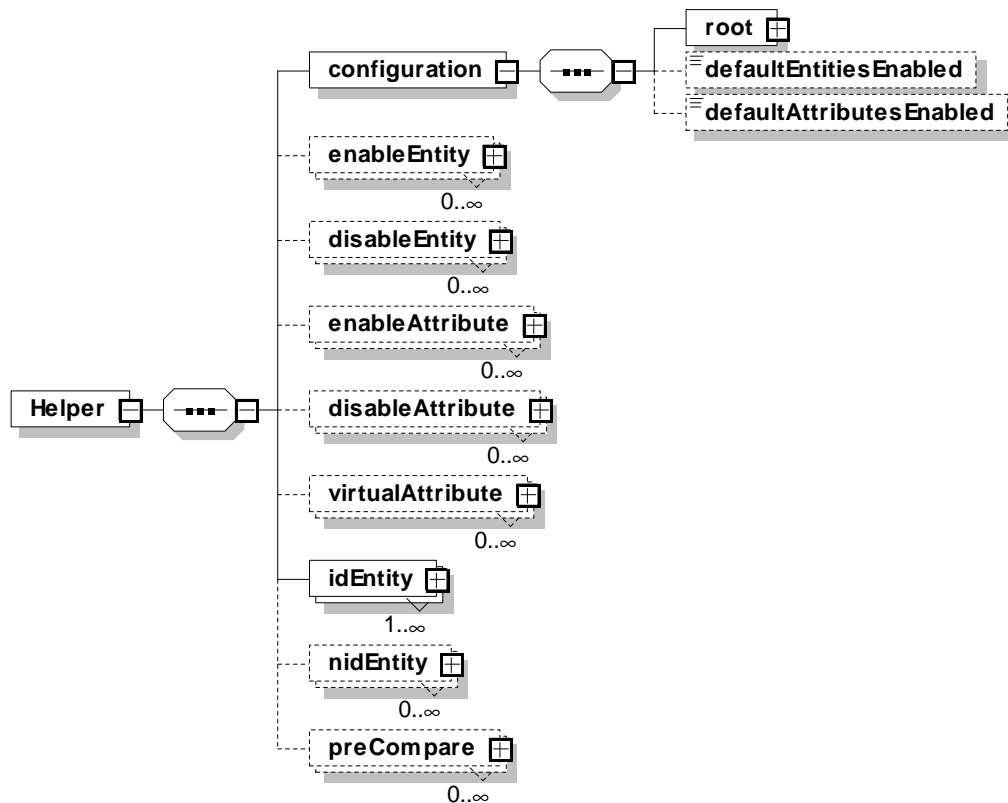 root
configuration
defaultEntitiesEnabled
defaultAttributesEnabled
enableEntity
0..∞
disableEntity
0..∞
enableAttribute
0..∞
Helper
disableAttribute
0..∞
virtualAttribute
0..∞
idEntity
1..∞
nidEntity
0..∞
preCompare
0..∞